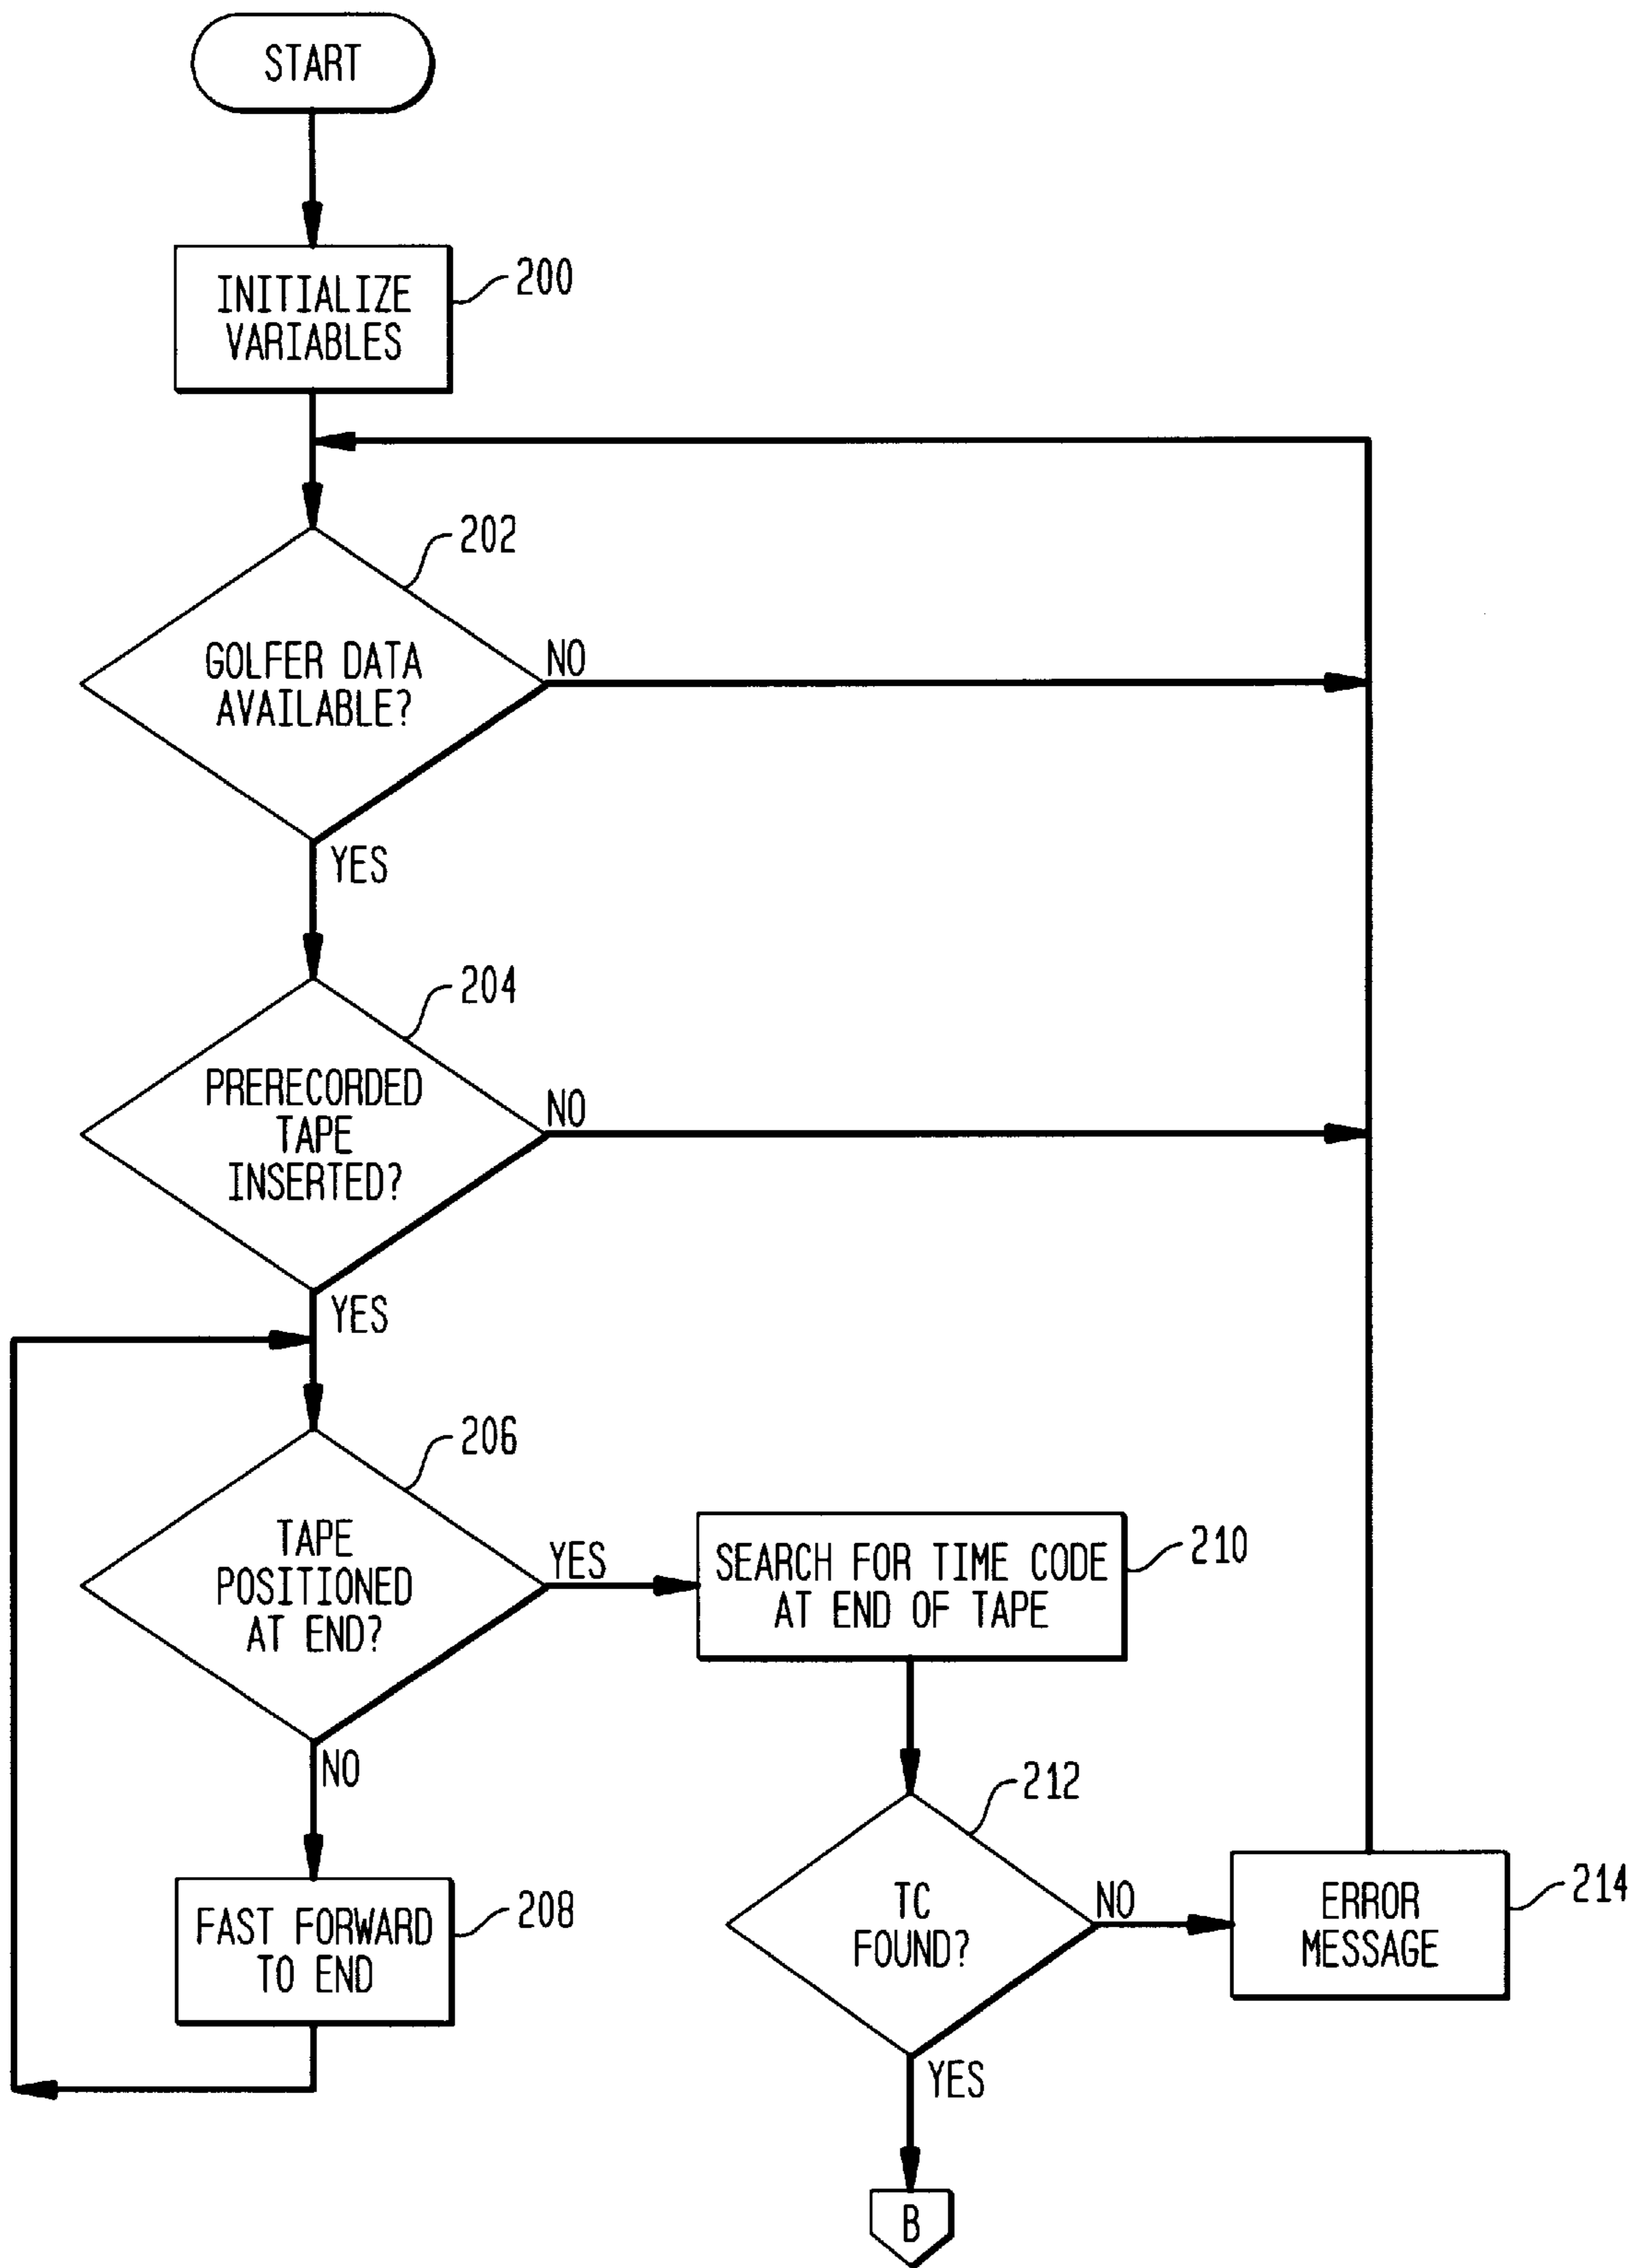 START
INITIALIZE
VARIABLES
200
202
GOLFER DATA
AVAILABLE?
NO
YES
204
PRERECORDED
TAPE
INSERTED?
NO
YES
206
TAPE
POSITIONED
AT END?
YES
NO
SEARCH FOR TIME CODE
AT END OF TAPE
210
FAST FORWARD
TO END
208
212
TC
FOUND?
NO
YES
ERROR
MESSAGE
214
B